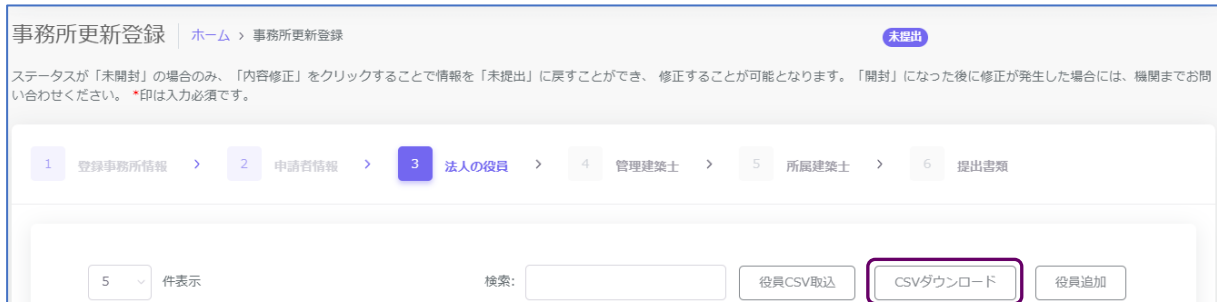 事務所更新登録 ホーム > 事務所更新登録 未提出
ステータスが「未開封」の場合のみ、「内容修正」をクリックすることで情報を「未提出」に戻すことができ、 修正することが可能となります。「開封」になった後に修正が発生した場合には、機関までお問
い合わせください。 *印は入力必須です。
1 登録事務所情報 > 2 申請者情報 > 3 法人の役員 > 4 管理建築士 > 5 所属建築士 > 6 提出書類
5 件表示 検索: 役員CSV取込 CSVダウンロード 役員追加